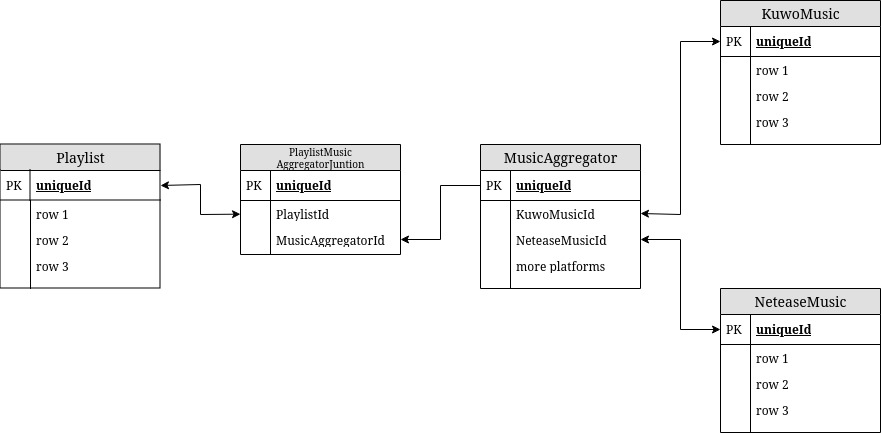 KuwoMusic
PK uniqueId
row 1
row 2
row 3
Playlist
PK uniqueId
row 1
row 2
row 3
PlaylistMusic
AggregatorJuntion
PK uniqueId
PlaylistId
MusicAggregatorId
MusicAggregator
PK uniqueId
KuwoMusicId
NeteaseMusicId
more platforms
NeteaseMusic
PK uniqueId
row 1
row 2
row 3